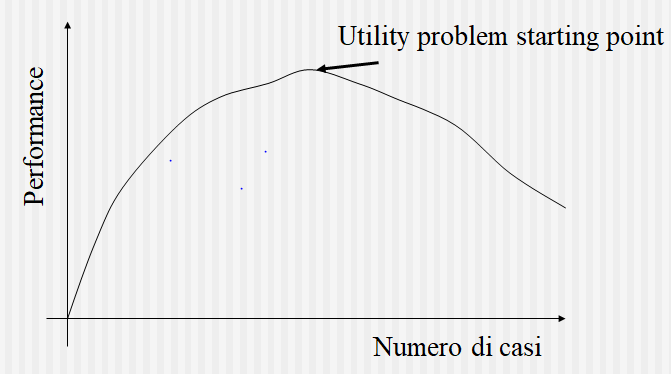 Utility problem starting point
Performance
Numero di casi